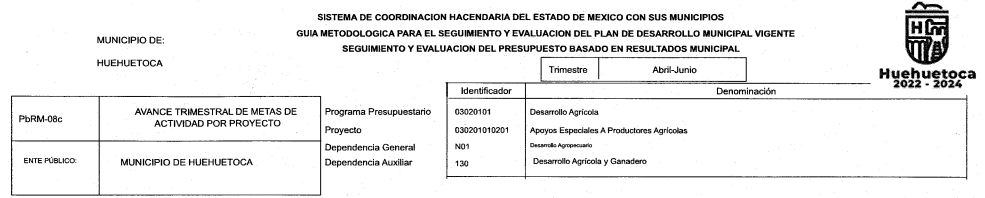 SISTEMA DE COORDINACION HACENDARIA DEL ESTADO DE MEXICO CON SUS MUNICIPIOS
GUIA METODOLOGICA PARA EL SEGUIMIENTO Y EVALUACION DEL PLAN DE DESARROLLO MUNICIPAL VIGENTE
SEGUIMIENTO Y EVALUACION DEL PRESUPUESTO BASADO EN RESULTADOS MUNICIPAL
MUNICIPIO DE:
HUEHUETOCA
Trimestre Abril-Junio
Huehuetoca
2022 - 2024
Identificador Denominación
PbRM-08c AVANCE TRIMESTRAL DE METAS DE
ACTIVIDAD POR PROYECTO
Programa Presupuestario 03020101 Desarrollo Agrícola
Proyecto 030201010201 Apoyos Especiales A Productores Agrícolas
Dependencia General N01 Desarrollo Agropecuario
ENTE PÚBLICO: MUNICIPIO DE HUEHUETOCA Dependencia Auxiliar 130 Desarrollo Agrícola y Ganadero